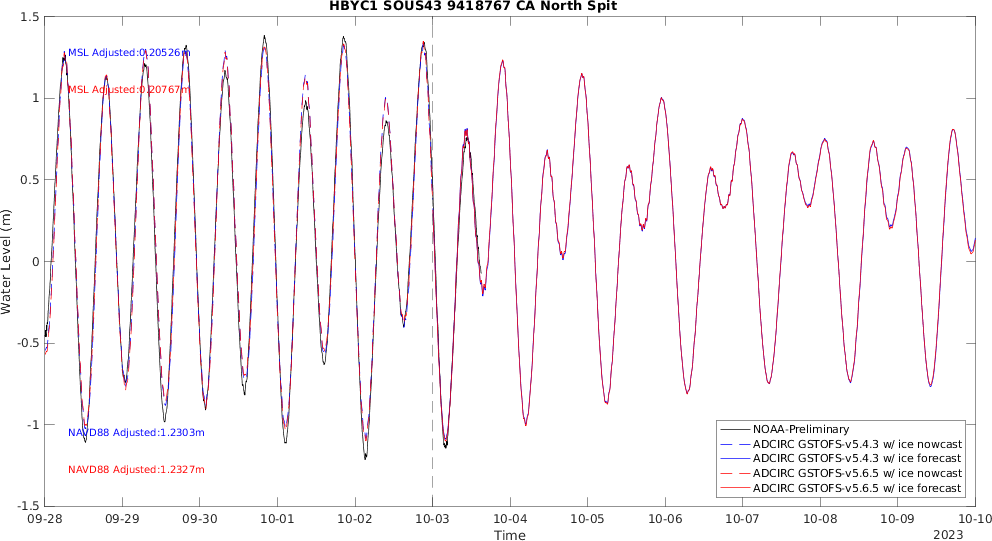 HBYC1 SOUS43 9418767 CA North Spit
1.5
1
0.5
0
-0.5
-1
-1.5
Water Level (m)
MSL Adjusted:0.20526m
MSL Adjusted:0.20767m
NAVD88 Adjusted:1.2303m
NAVD88 Adjusted:1.2327m
NOAA-Preliminary
ADCIRC GSTOFS-v5.4.3 w/ ice nowcast
ADCIRC GSTOFS-v5.4.3 w/ ice forecast
ADCIRC GSTOFS-v5.6.5 w/ ice nowcast
ADCIRC GSTOFS-v5.6.5 w/ ice forecast
09-28 09-29 09-30 10-01 10-02 10-03 10-04 10-05 10-06 10-07 10-08 10-09 10-10
Time
2023